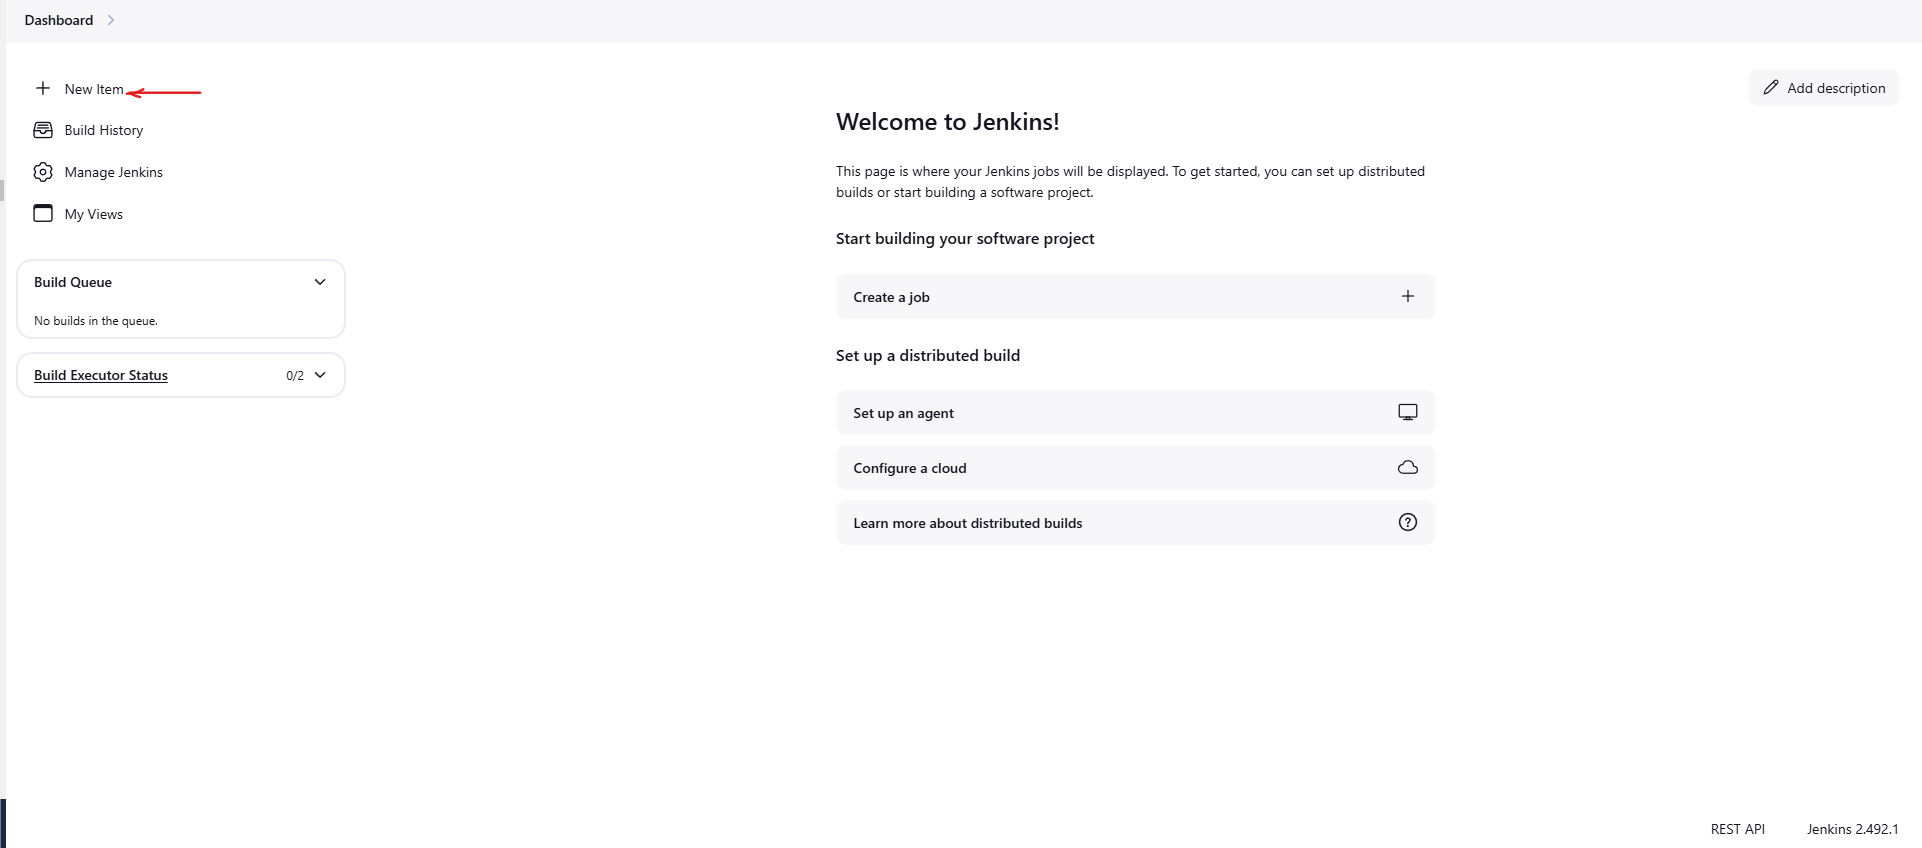 Dashboard
New Item
Build History
Manage Jenkins
My Views
Build Queue
No builds in the queue.
Build Executor Status 0/2
Add description
Welcome to Jenkins!
This page is where your Jenkins jobs will be displayed. To get started, you can set up distributed
builds or start building a software project.
Start building your software project
Create a job
Set up a distributed build
Set up an agent
Configure a cloud
Learn more about distributed builds
REST API Jenkins 2.492.1